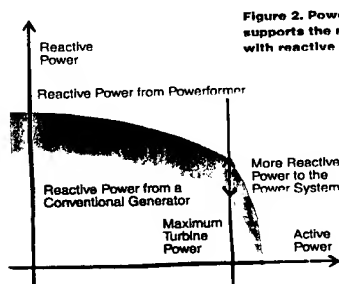 Figure 2.
supports the
with reactive
Reactive
Power
Reactive Power from Powerformer
More Reactive
Power to the
Power System
Reactive Power from a
Conventional Generator
Maximum
Turbine
Power
Active
Power